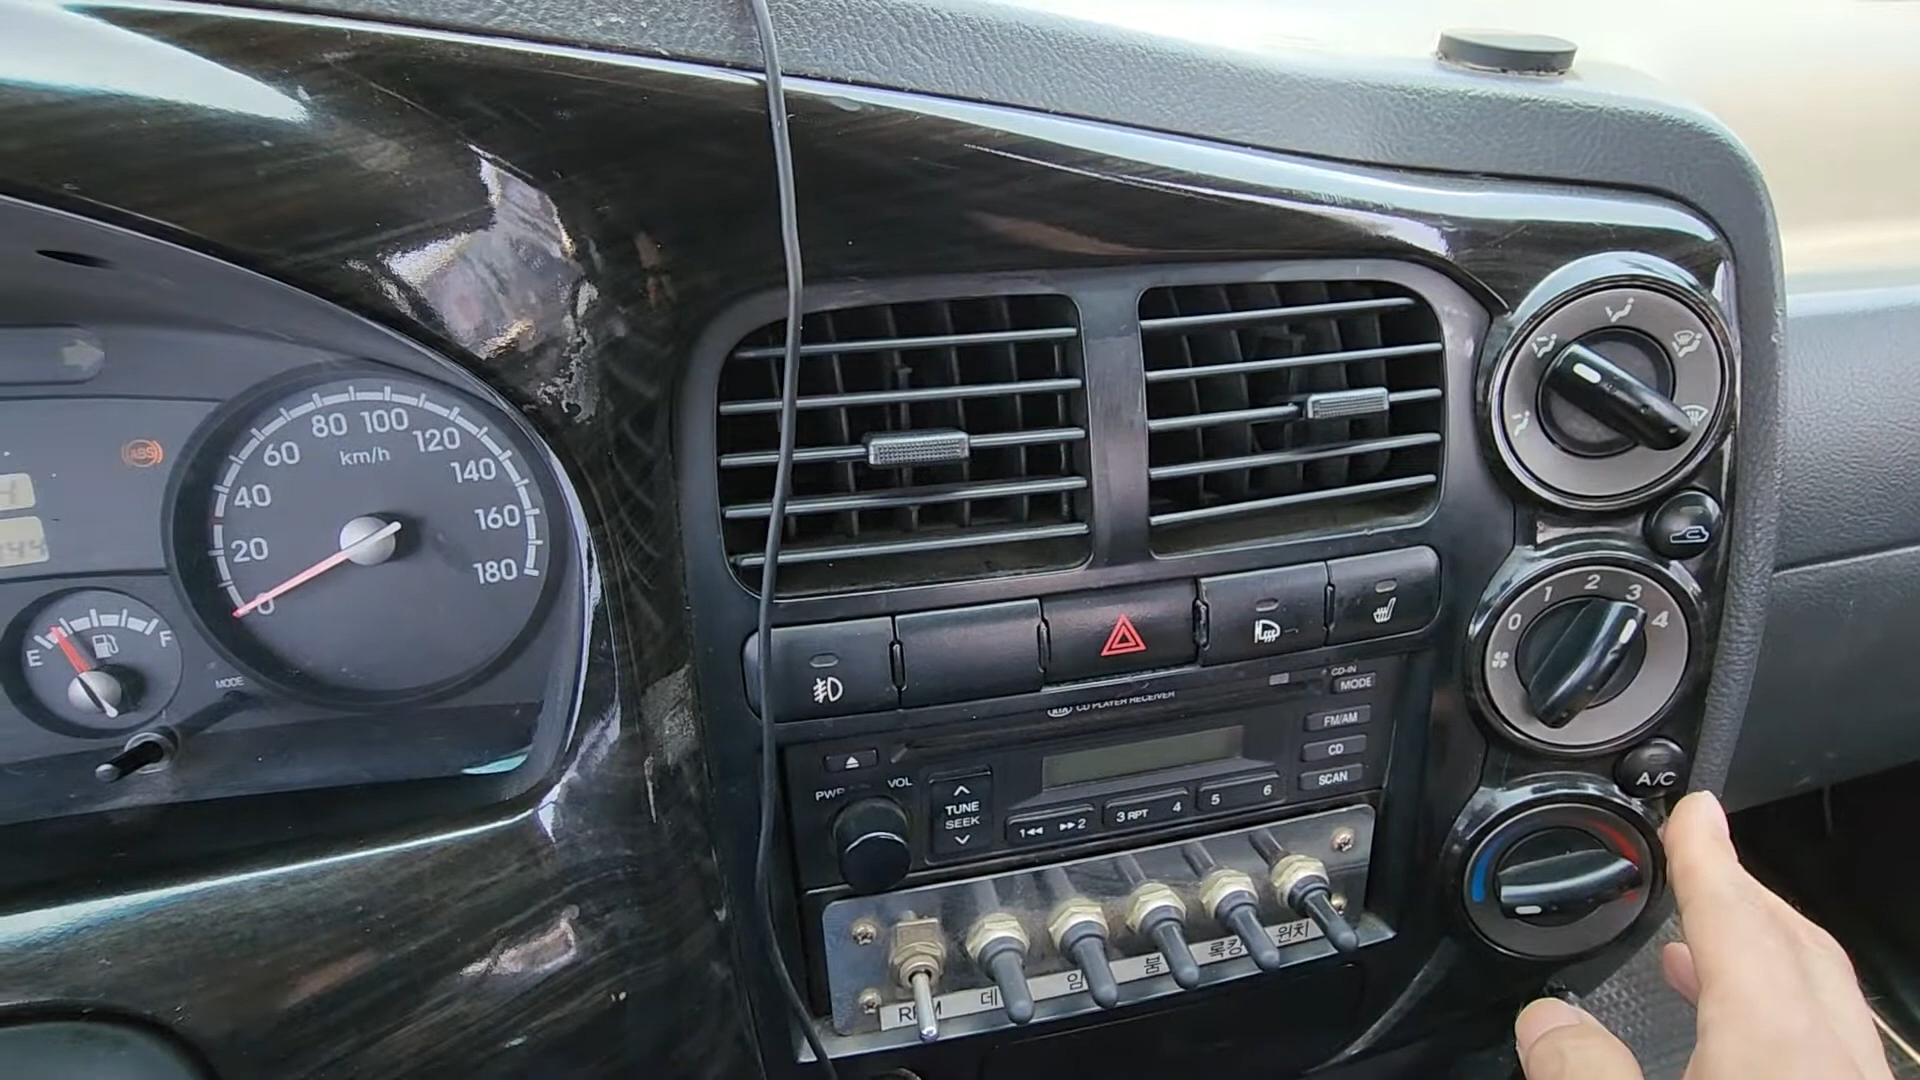 ABS
80 100
60 120
km/h
140
40
160
20
180
0
E F
MODE
0 1 2 3 4
A/C
CD-IN
MODE
KIA CD PLAYER RECEIVER
FM/AM
CD
SCAN
PWR VOL
TUNE
SEEK
1 2
3 RPT 4
5 6
데 암 붐 록킹 윈치